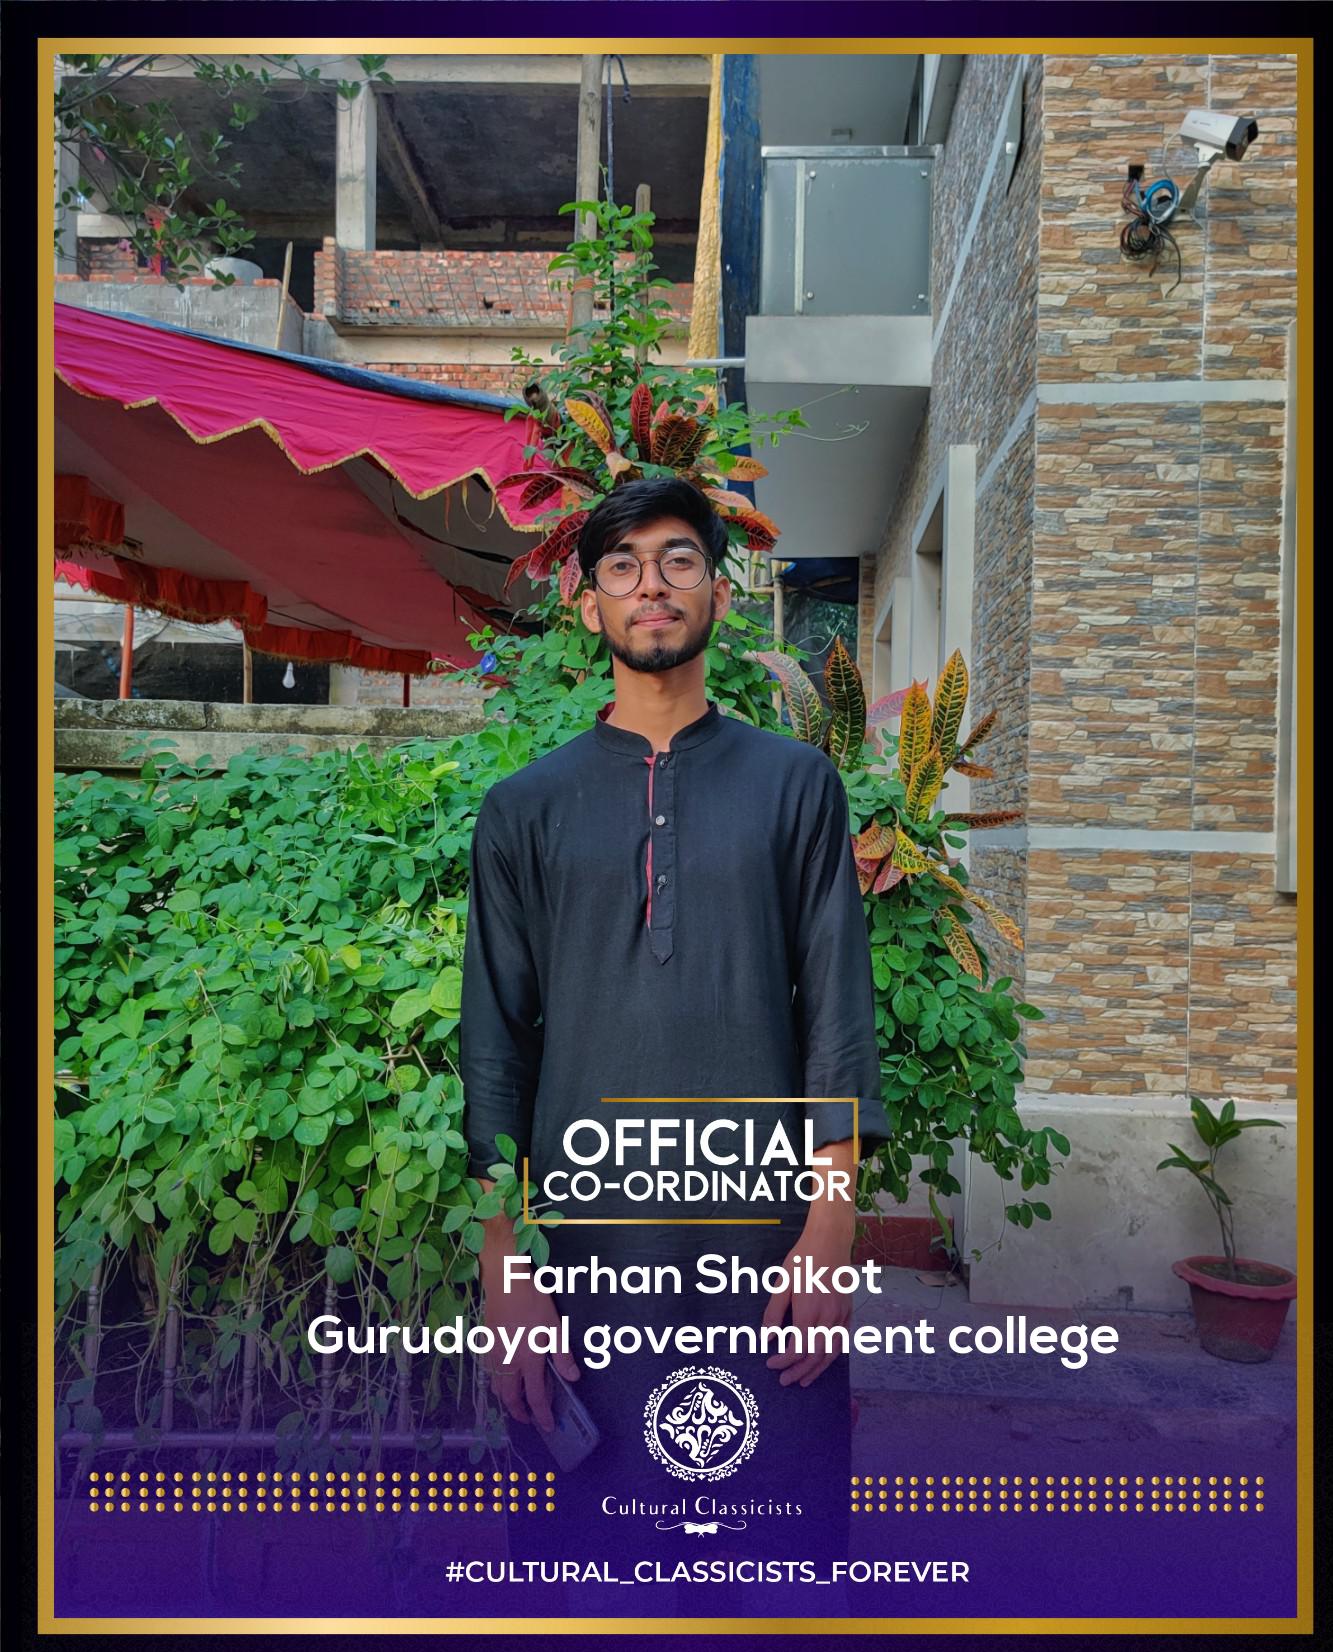 OFFICIAL
CO-ORDINATOR
Farhan Shoikot
Gurudoyal governmment college
Cultural Classicists
#CULTURAL_CLASSICISTS_FOREVER